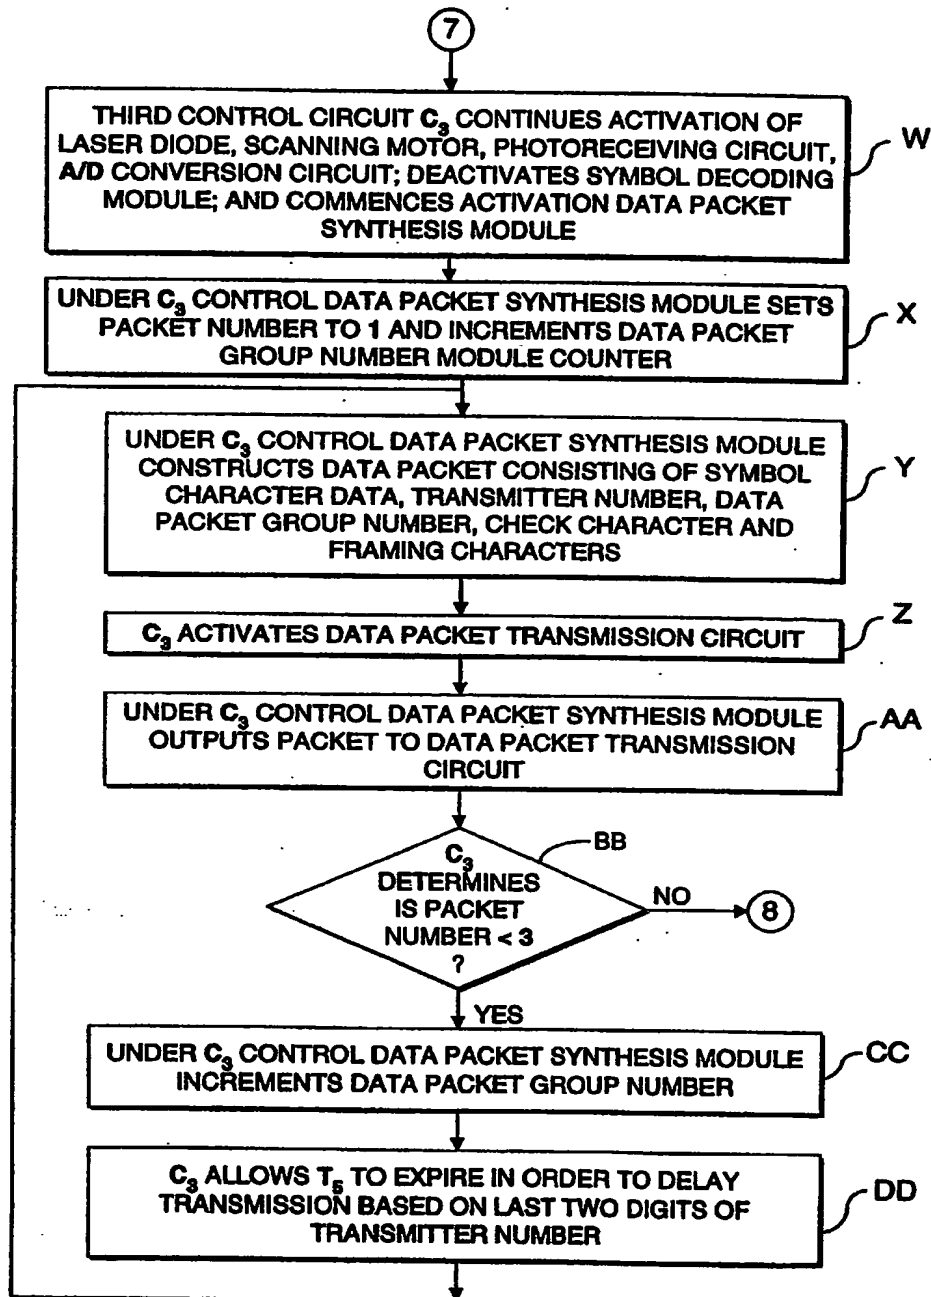 7
THIRD CONTROL CIRCUIT C3 CONTINUES ACTIVATION OF
LASER DIODE, SCANNING MOTOR, PHOTORECEIVING CIRCUIT,
A/D CONVERSION CIRCUIT; DEACTIVATES SYMBOL DECODING
MODULE; AND COMMENCES ACTIVATION DATA PACKET
SYNTHESIS MODULE
W
UNDER C3 CONTROL DATA PACKET SYNTHESIS MODULE SETS
PACKET NUMBER TO 1 AND INCREMENTS DATA PACKET
GROUP NUMBER MODULE COUNTER
X
UNDER C3 CONTROL DATA PACKET SYNTHESIS MODULE
CONSTRUCTS DATA PACKET CONSISTING OF SYMBOL
CHARACTER DATA, TRANSMITTER NUMBER, DATA
PACKET GROUP NUMBER, CHECK CHARACTER AND
FRAMING CHARACTERS
Y
C3 ACTIVATES DATA PACKET TRANSMISSION CIRCUIT
Z
UNDER C3 CONTROL DATA PACKET SYNTHESIS MODULE
OUTPUTS PACKET TO DATA PACKET TRANSMISSION
CIRCUIT
AA
C3
DETERMINES
IS PACKET
NUMBER < 3
?
BB
NO
8
YES
UNDER C3 CONTROL DATA PACKET SYNTHESIS MODULE
INCREMENTS DATA PACKET GROUP NUMBER
CC
C3 ALLOWS T5 TO EXPIRE IN ORDER TO DELAY
TRANSMISSION BASED ON LAST TWO DIGITS OF
TRANSMITTER NUMBER
DD